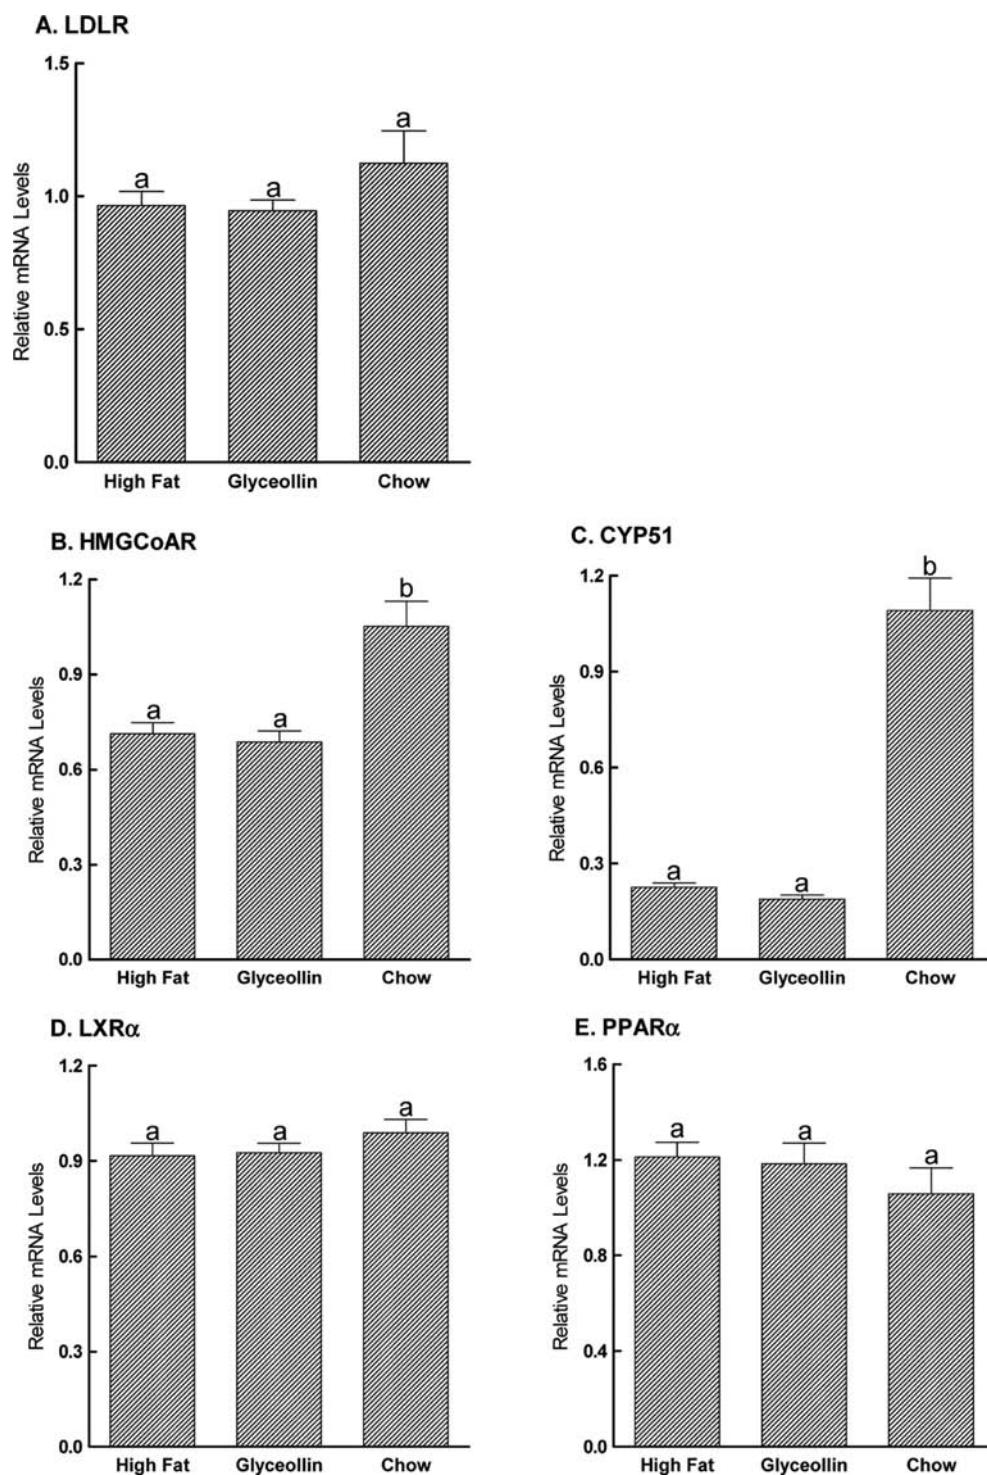 A. LDLR
Relative mRNA Levels
1.5
1.0
0.5
0.0
a
a
a
High Fat
Glyceollin
Chow
B. HMGCoAR
Relative mRNA Levels
1.2
0.9
0.6
0.3
0.0
a
a
b
High Fat
Glyceollin
Chow
C. CYP51
Relative mRNA Levels
1.2
0.9
0.6
0.3
0.0
a
a
b
High Fat
Glyceollin
Chow
D. LXRα
Relative mRNA Levels
1.2
0.9
0.6
0.3
0.0
a
a
a
High Fat
Glyceollin
Chow
E. PPARα
Relative mRNA Levels
1.6
1.2
0.8
0.4
0.0
a
a
a
High Fat
Glyceollin
Chow